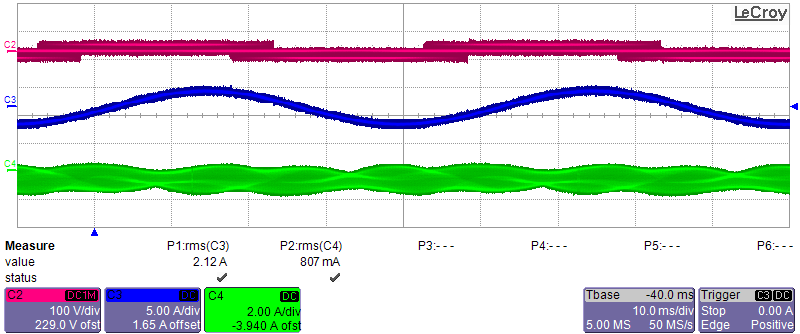 LeCroy
C2
C3
C4
Measure P1:rms(C3) P2:rms(C4) P3:--- P4:--- P5:--- P6:---
value 2.12 A 807 mA
status
C2 DC1M
100 V/div
229.0 V ofst
C3 DC
5.00 A/div
1.65 A offset
C4 DC
2.00 A/div
-3.940 A ofst
Tbase -40.0 ms
10.0 ms/div
5.00 MS 50 MS/s
Trigger C3 DC
Stop 0.00 A
Edge Positive